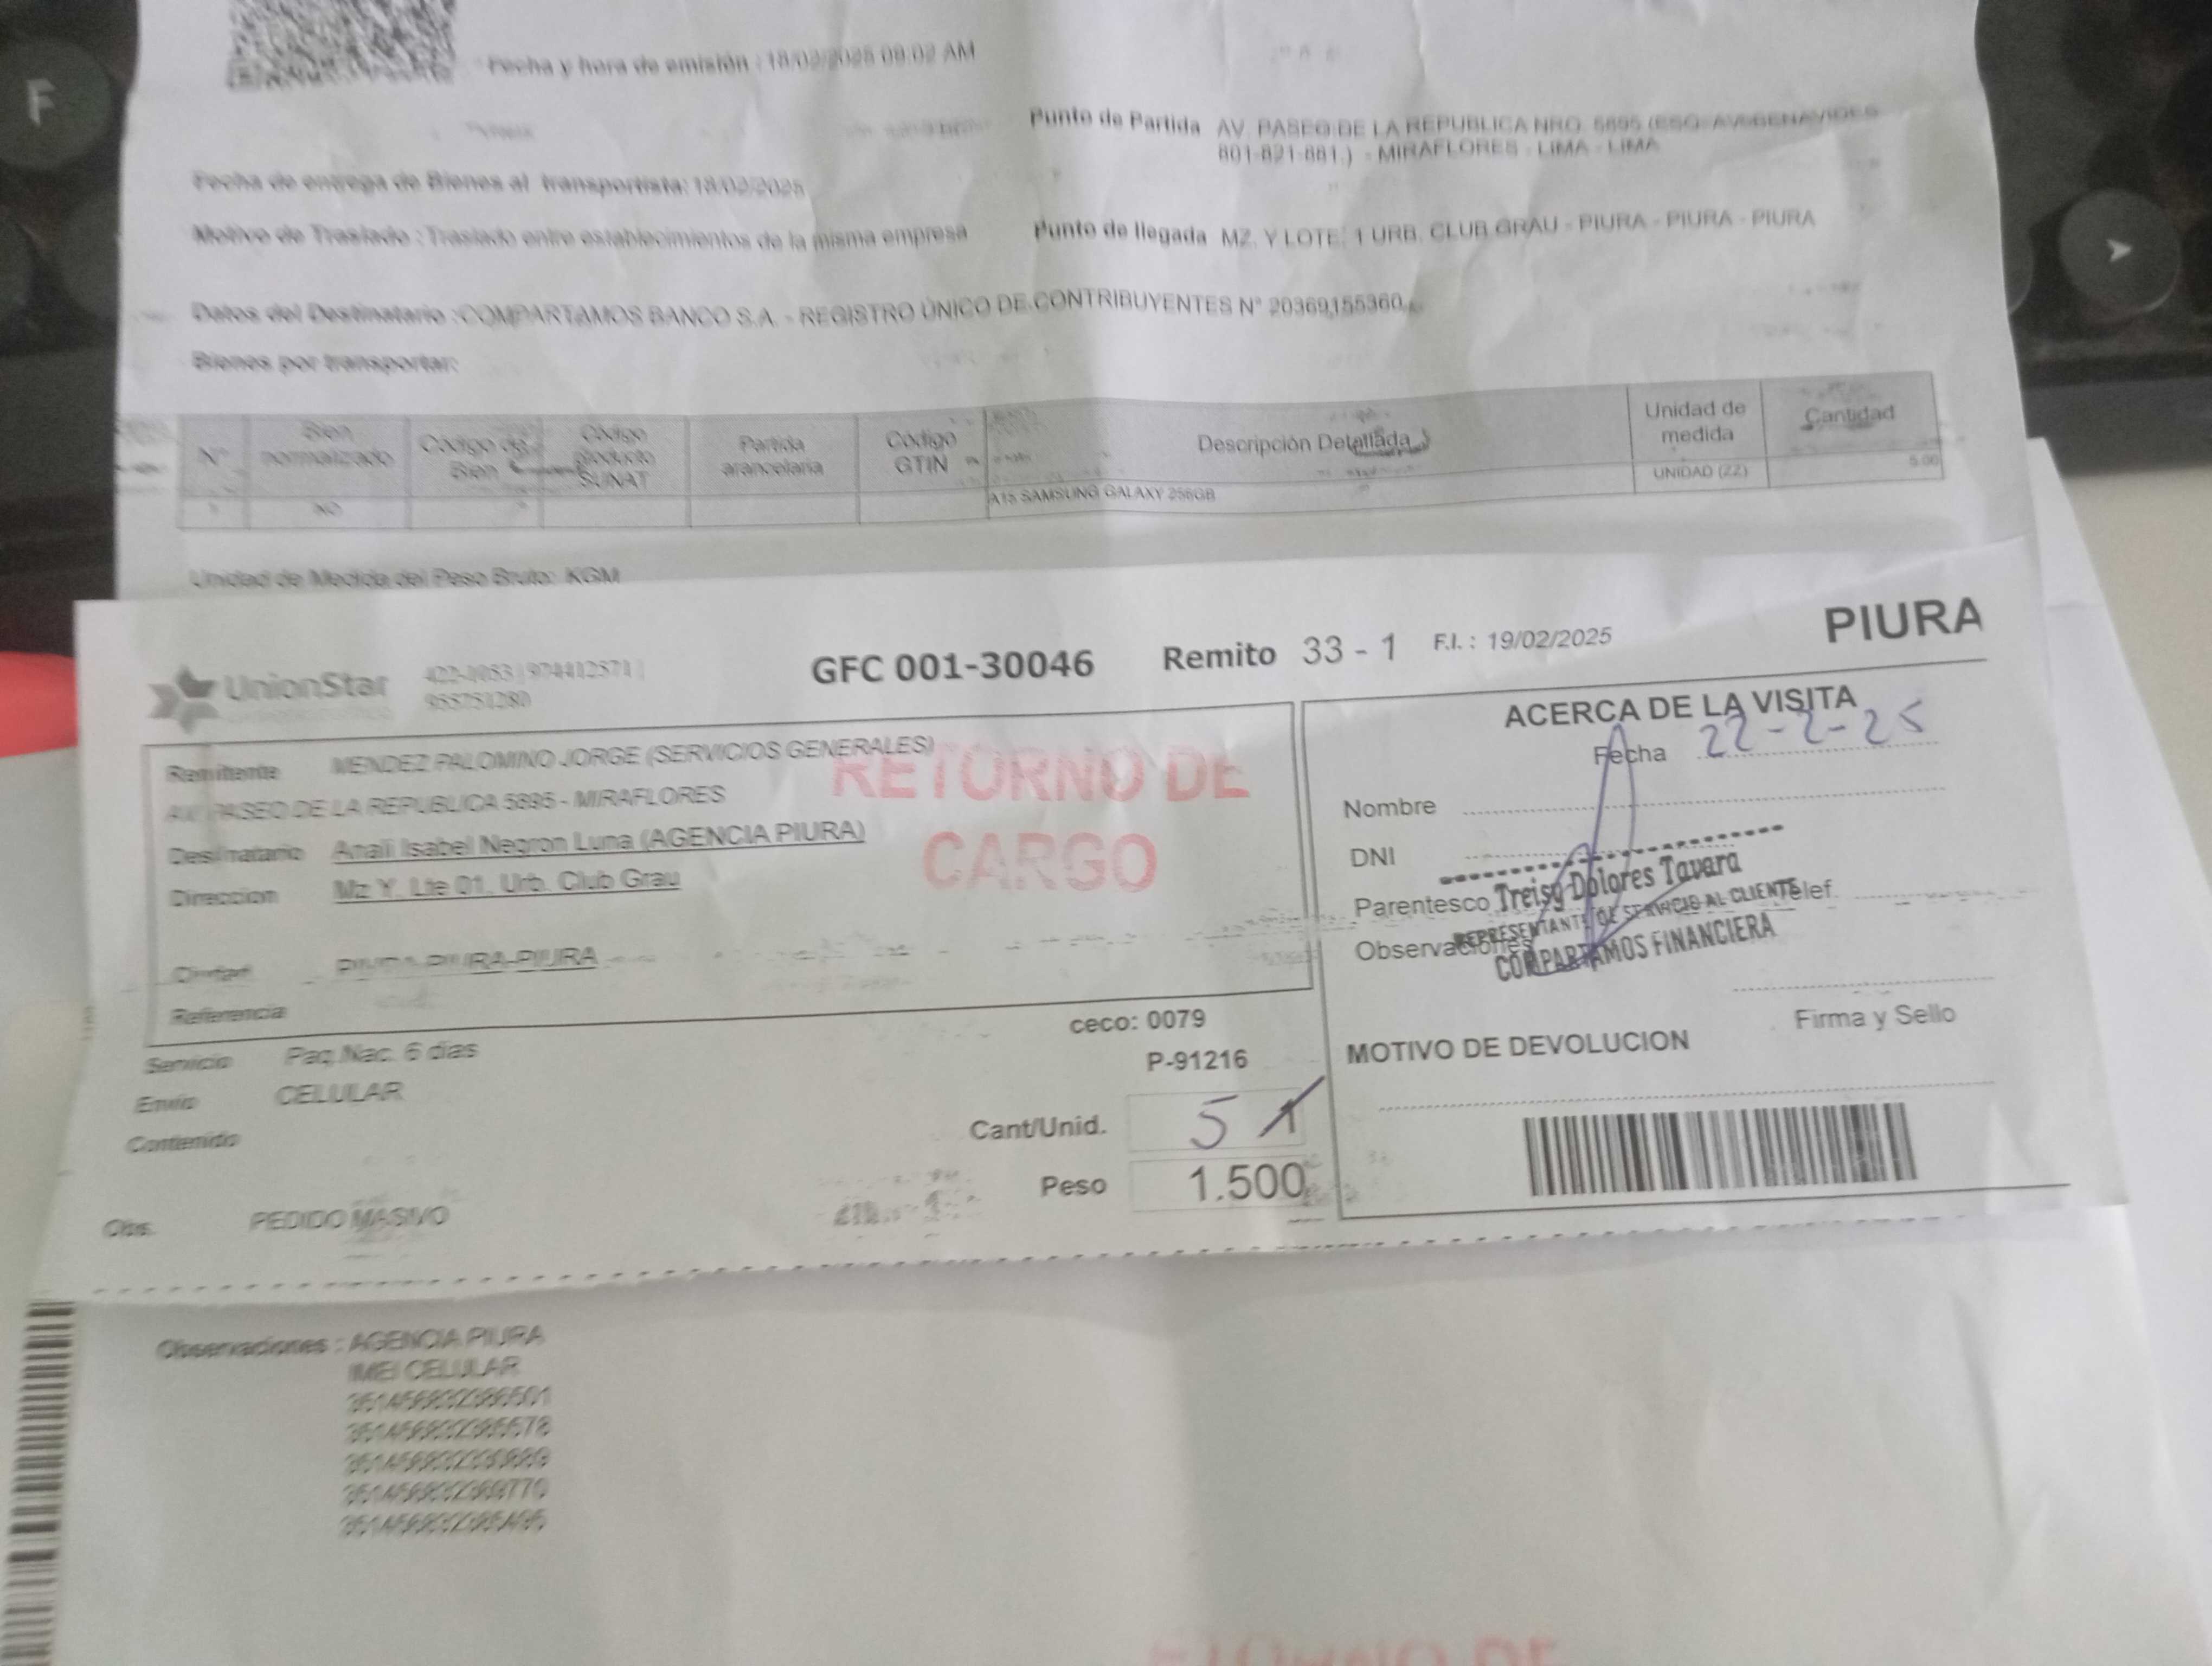 Fecha y hora de emisión : 18/02/2025 09:02 AM
Punto de Partida AV. PASEO DE LA REPUBLICA NRO. 5895 (ESQ. AV. BENAVIDES
801-821-881.) - MIRAFLORES - LIMA - LIMA
Fecha de entrega de Bienes al transportista: 18/02/2025
Motivo de Traslado : Traslado entre establecimientos de la misma empresa
Punto de llegada MZ. Y LOTE. 1 URB. CLUB GRAU - PIURA - PIURA - PIURA
Datos del Destinatario : COMPARTAMOS BANCO S.A. - REGISTRO ÚNICO DE CONTRIBUYENTES N° 20369155360
Bienes por transportar:
N° Bien normalizado Código de Bien Código producto SUNAT Partida arancelaria Código GTIN Descripción Detallada Unidad de medida Cantidad
1 NO A15 SAMSUNG GALAXY 256GB UNIDAD (ZZ) 5.00
Unidad de Medida del Peso Bruto: KGM
UnionStar
GFC 001-30046 Remito 33 - 1 F.I. : 19/02/2025 PIURA
Remitente MENDEZ PALOMINO JORGE (SERVICIOS GENERALES)
AV. PASEO DE LA REPUBLICA 5895 - MIRAFLORES
Destinatario Anali Isabel Negron Luna (AGENCIA PIURA)
Direccion Mz Y. Lte 01. Urb. Club Grau
Ciudad PIURA-PIURA-PIURA
Referencia
RETORNO DE
CARGO
ceco: 0079
Servicio Paq Nac. 6 dias
P-91216
Envio CELULAR
Contenido
Cant/Unid. 5 1
Peso 1.500
Obs. PEDIDO MASIVO
ACERCA DE LA VISITA
Fecha 22-2-25
Nombre
DNI
Parentesco Telef.
Observaciones
Treisy Dolores Tavara
REPRESENTANTE DE SERVICIO AL CLIENTE
COMPARTAMOS FINANCIERA
Firma y Sello
MOTIVO DE DEVOLUCION
Observaciones : AGENCIA PIURA
IMEI CELULAR
F